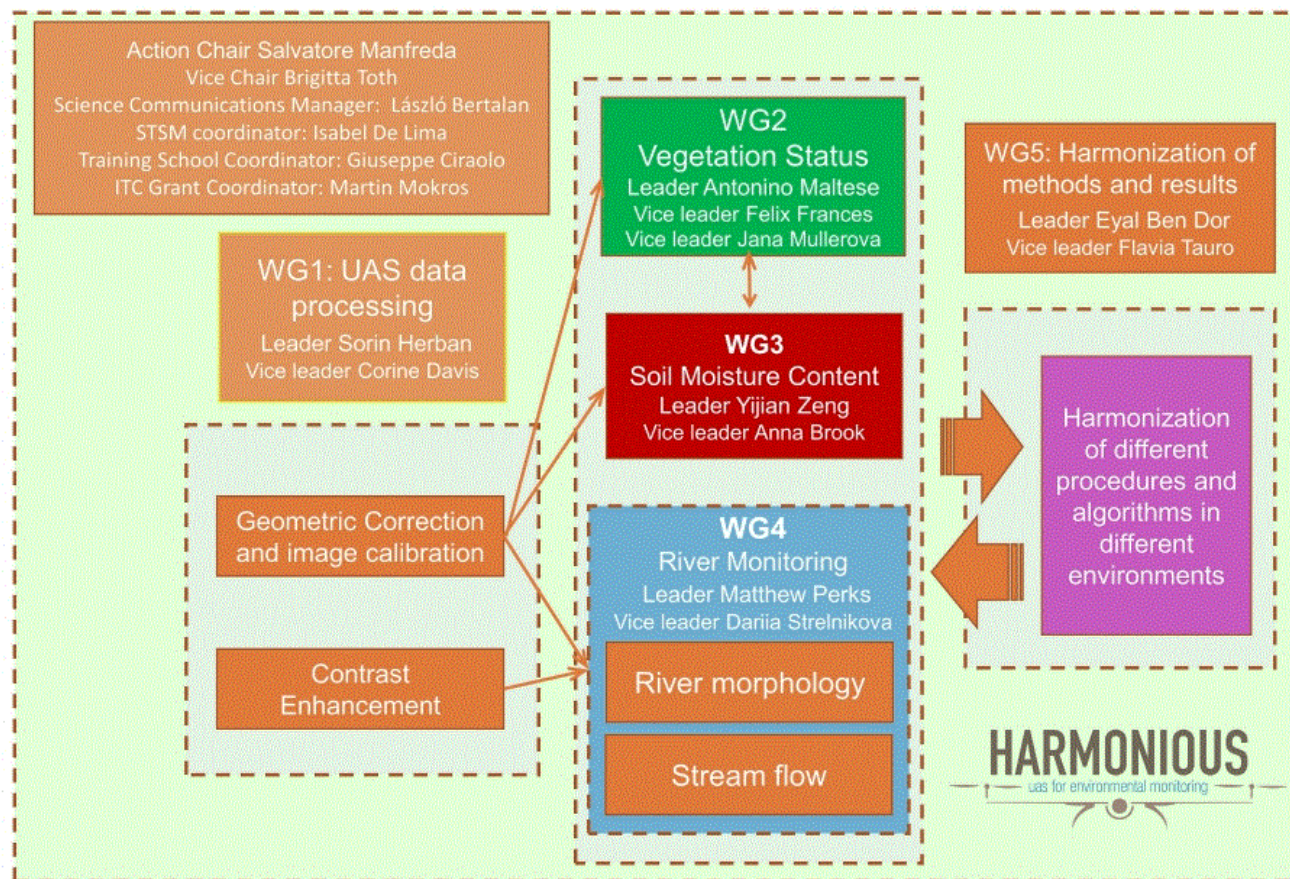 Action Chair Salvatore Manfreda
Vice Chair Brigitta Toth
Science Communications Manager: László Bertalan
STSM coordinator: Isabel De Lima
Training School Coordinator: Giuseppe Ciraolo
ITC Grant Coordinator: Martin Mokros
WG1: UAS data
processing
Leader Sorin Herban
Vice leader Corine Davis
Geometric Correction
and image calibration
Contrast
Enhancement
WG2
Vegetation Status
Leader Antonino Maltese
Vice leader Felix Frances
Vice leader Jana Mullerova
WG3
Soil Moisture Content
Leader Yijian Zeng
Vice leader Anna Brook
WG4
River Monitoring
Leader Matthew Perks
Vice leader Dariia Strelnikova
River morphology
Stream flow
WG5: Harmonization of
methods and results
Leader Eyal Ben Dor
Vice leader Flavia Tauro
Harmonization
of different
procedures and
algorithms in
different
environments
HARMONIOUS
uas for environmental monitoring